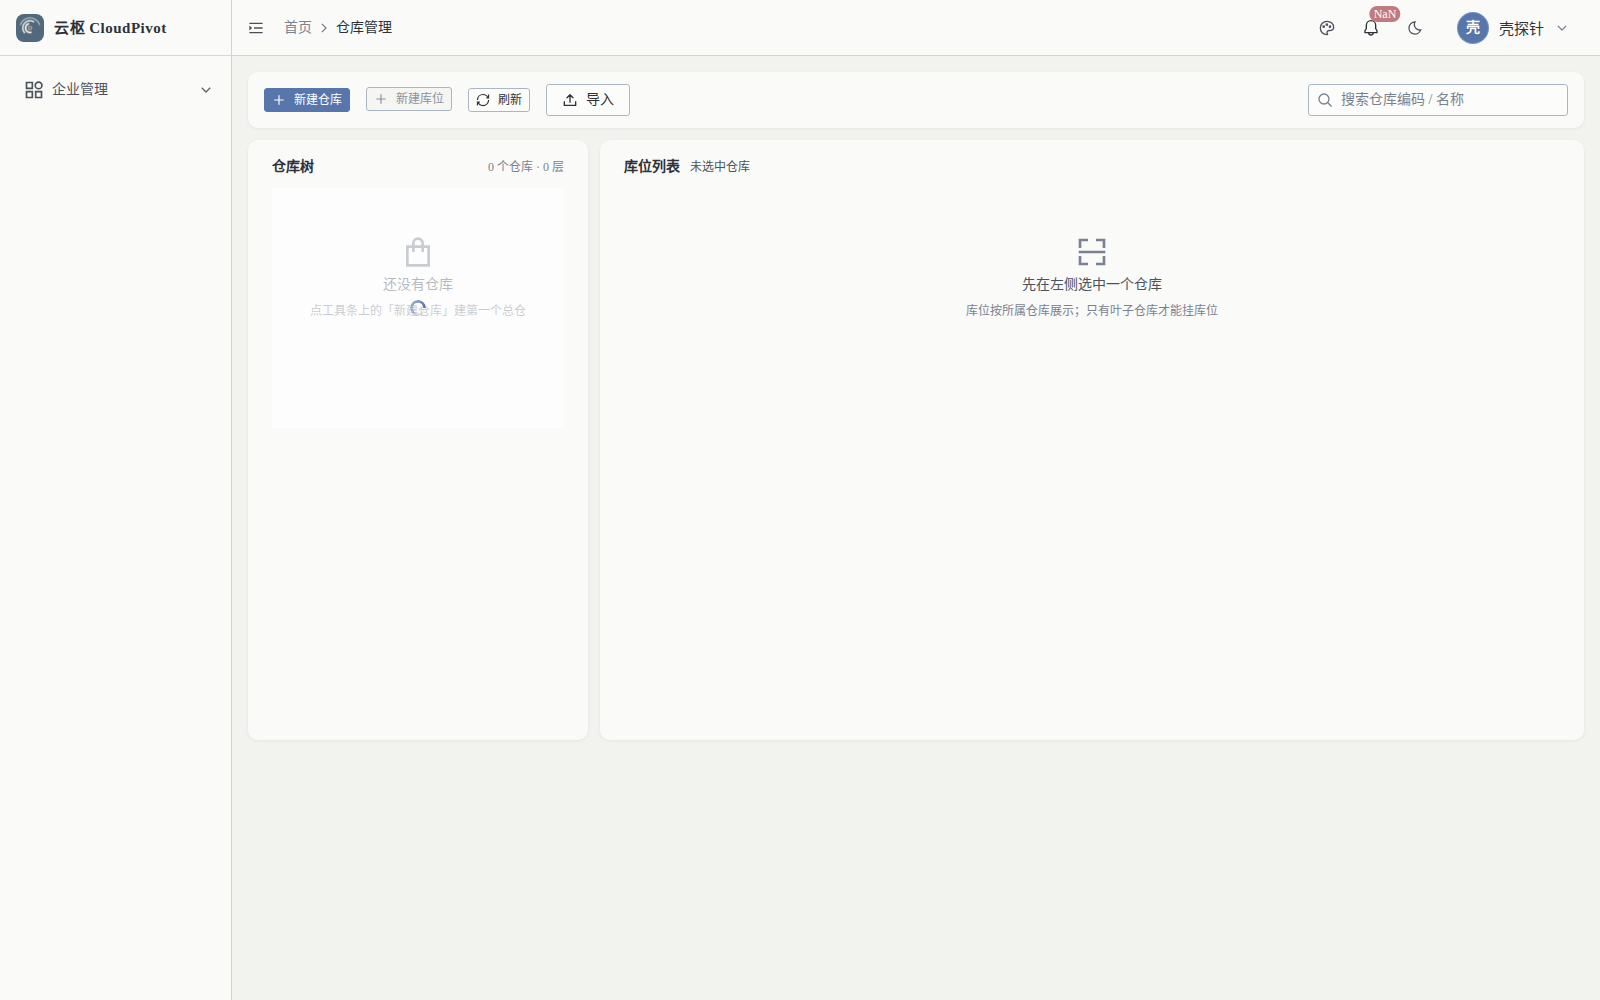 云枢 CloudPivot
首页 > 仓库管理
NaN
壳 壳探针
企业管理
新建仓库 新建库位 刷新 导入 搜索仓库编码 / 名称
仓库树 0 个仓库 · 0 层
还没有仓库
点工具条上的「新建仓库」建第一个总仓
库位列表 未选中仓位
先在左侧选中一个仓库
库位按所属仓库展示；只有叶子仓库才能挂库位